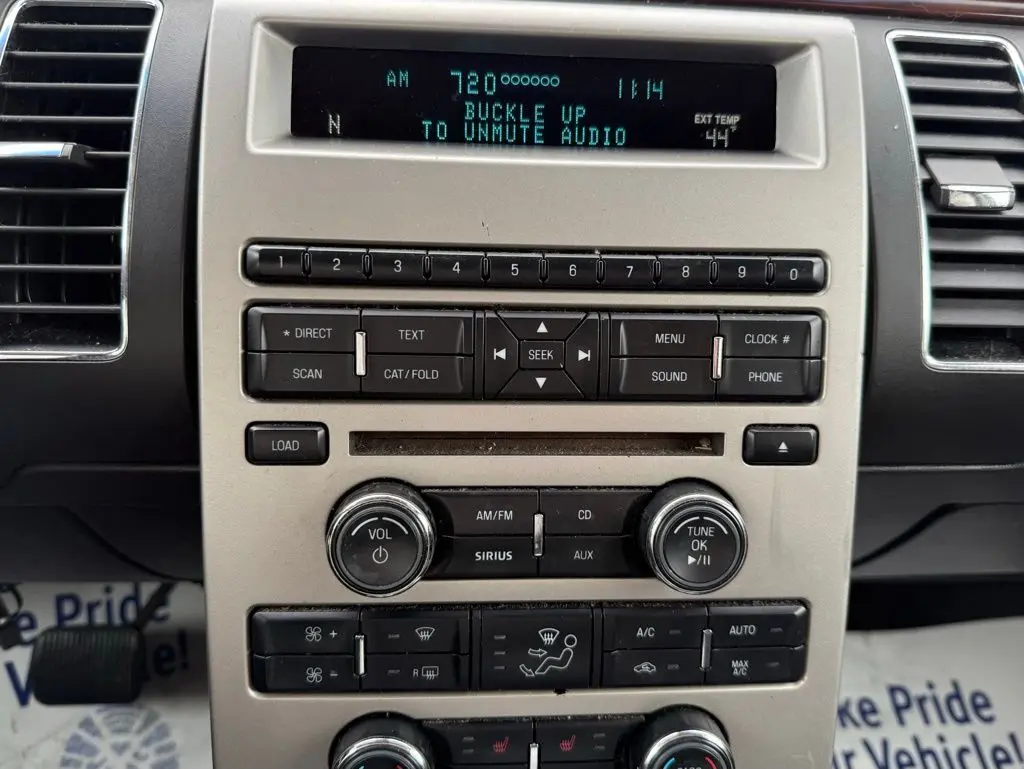 AM 720°°°°°° 11:14
BUCKLE UP
N TO UNMUTE AUDIO EXT TEMP 44°
1 2 3 4 5 6 7 8 9 0
* DIRECT TEXT MENU CLOCK #
SEEK
SCAN CAT/FOLD SOUND PHONE
LOAD
VOL AM/FM CD TUNE
OK
SIRIUS AUX
+ A/C AUTO
- R MAX
A/C
Pride
Vehicle!
ke Pride
Vehicle!